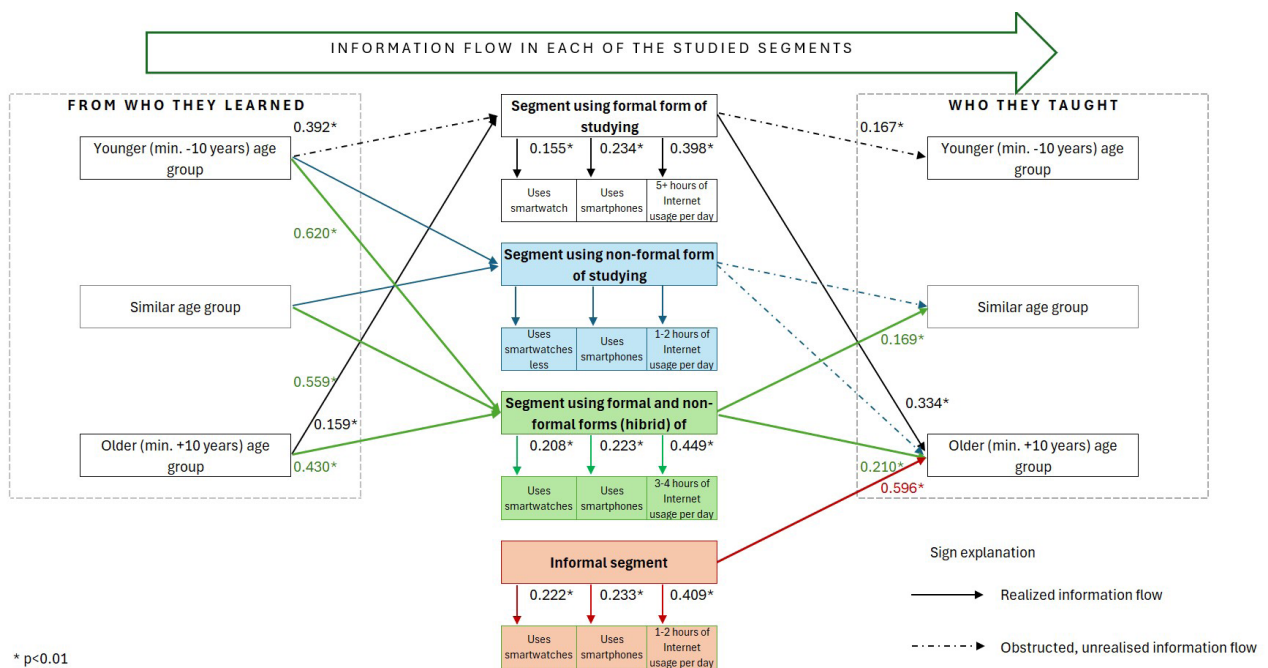 INFORMATION FLOW IN EACH OF THE STUDIED SEGMENTS
FROM WHO THEY LEARNED
0.392*
Younger (min. -10 years) age
group
0.620*
Similar age group
0.559*
0.159*
Older (min. +10 years) age
group
0.430*
Segment using formal form of
studying
0.155*
0.234*
0.398*
Uses
smartwatch
Uses
smartphones
5+ hours of
Internet
usage per day
Segment using non-formal form
of studying
Uses
smartwatches
less
Uses
smartphones
1-2 hours of
Internet
usage per day
Segment using formal and non-
formal forms (hibrid) of
0.208*
0.223*
0.449*
Uses
smartwatches
Uses
smartphones
3-4 hours of
Internet
usage per day
Informal segment
0.222*
0.233*
0.409*
Uses
smartwatches
Uses
smartphones
1-2 hours of
Internet
usage per day
WHO THEY TAUGHT
0.167*
Younger (min. -10 years) age
group
Similar age group
0.169*
0.334*
Older (min. +10 years) age
group
0.210*
0.596*
Sign explanation
Realized information flow
Obstructed, unrealised information flow
* p<0.01